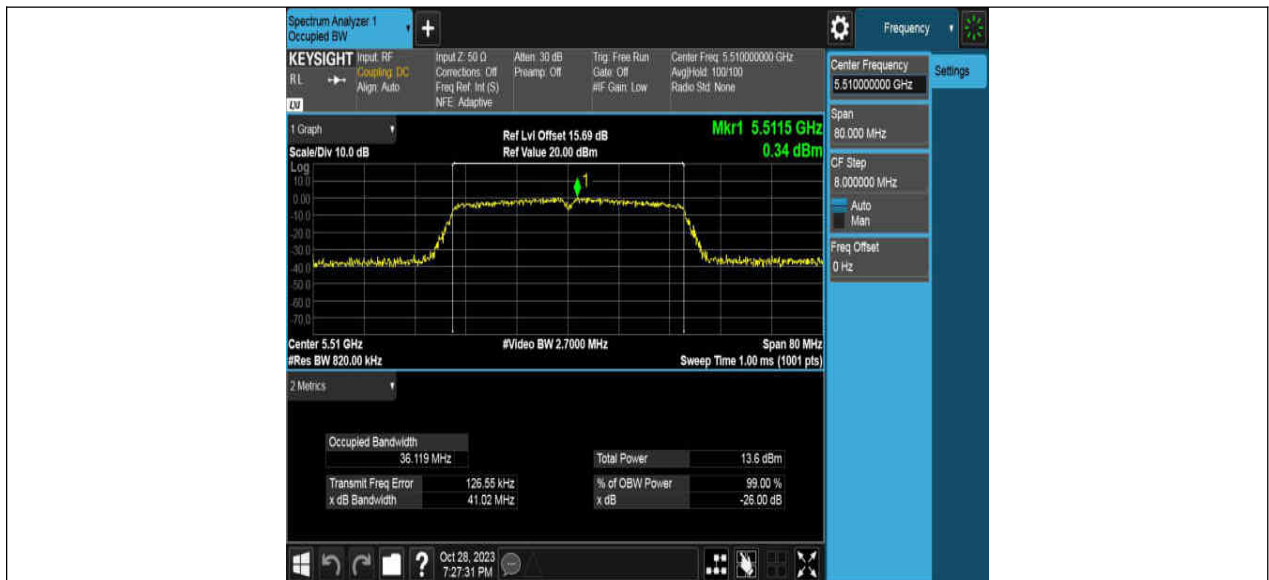 Spectrum Analyzer 1
Occupied BW
+
Frequency
KEYSIGHT
RL
LXI
Input: RF
Coupling: DC
Align: Auto
Input Z: 50 Ω
Corrections: Off
Freq Ref: Int (S)
NFE: Adaptive
Atten: 30 dB
Preamp: Off
Trig: Free Run
Gate: Off
#IF Gain: Low
Center Freq: 5.510000000 GHz
Avg|Hold: 100/100
Radio Std: None
Center Frequency
5.510000000 GHz
Settings
Span
80.000 MHz
CF Step
8.000000 MHz
Auto
Man
Freq Offset
0 Hz
1 Graph
Scale/Div 10.0 dB
Ref Lvl Offset 15.69 dB
Ref Value 20.00 dBm
Mkr1 5.5115 GHz
0.34 dBm
Log
10.0
0.00
-10.0
-20.0
-30.0
-40.0
-50.0
-60.0
-70.0
1
Center 5.51 GHz
#Res BW 820.00 kHz
#Video BW 2.7000 MHz
Span 80 MHz
Sweep Time 1.00 ms (1001 pts)
2 Metrics
Occupied Bandwidth
36.119 MHz
Total Power 13.6 dBm
Transmit Freq Error 126.55 kHz
% of OBW Power 99.00 %
x dB Bandwidth 41.02 MHz
x dB -26.00 dB
?
Oct 28, 2023
7:27:31 PM